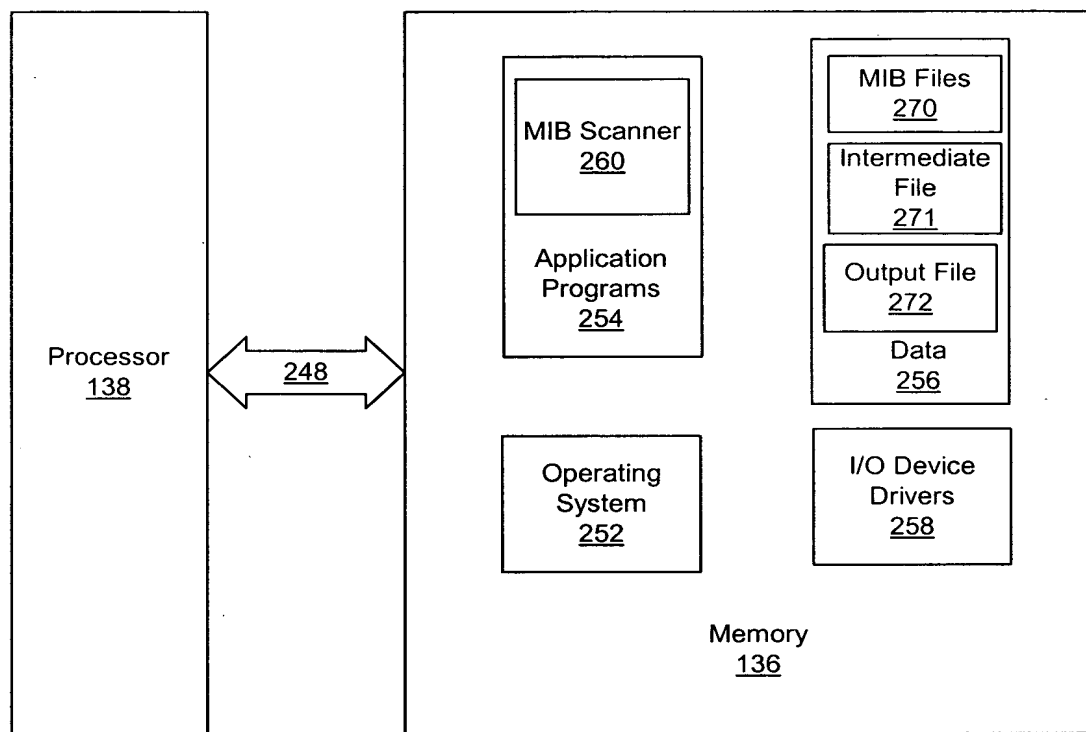 Processor
138
248
MIB Scanner
260
Application
Programs
254
MIB Files
270
Intermediate
File
271
Output File
272
Data
256
Operating
System
252
I/O Device
Drivers
258
Memory
136